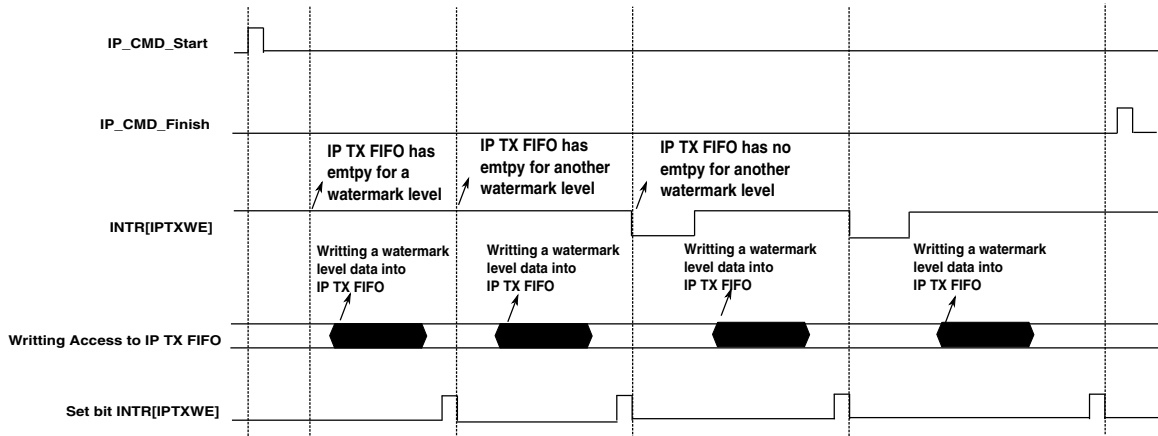 IP_CMD_Start
IP_CMD_Finish
IP TX FIFO has
emtpy for a
watermark level
IP TX FIFO has
emtpy for another
watermark level
IP TX FIFO has no
emtpy for another
watermark level
INTR[IPTXWE]
Writting a watermark
level data into
IP TX FIFO
Writting a watermark
level data into
IP TX FIFO
Writting a watermark
level data into
IP TX FIFO
Writting a watermark
level data into
IP TX FIFO
Writting Access to IP TX FIFO
Set bit INTR[IPTXWE]